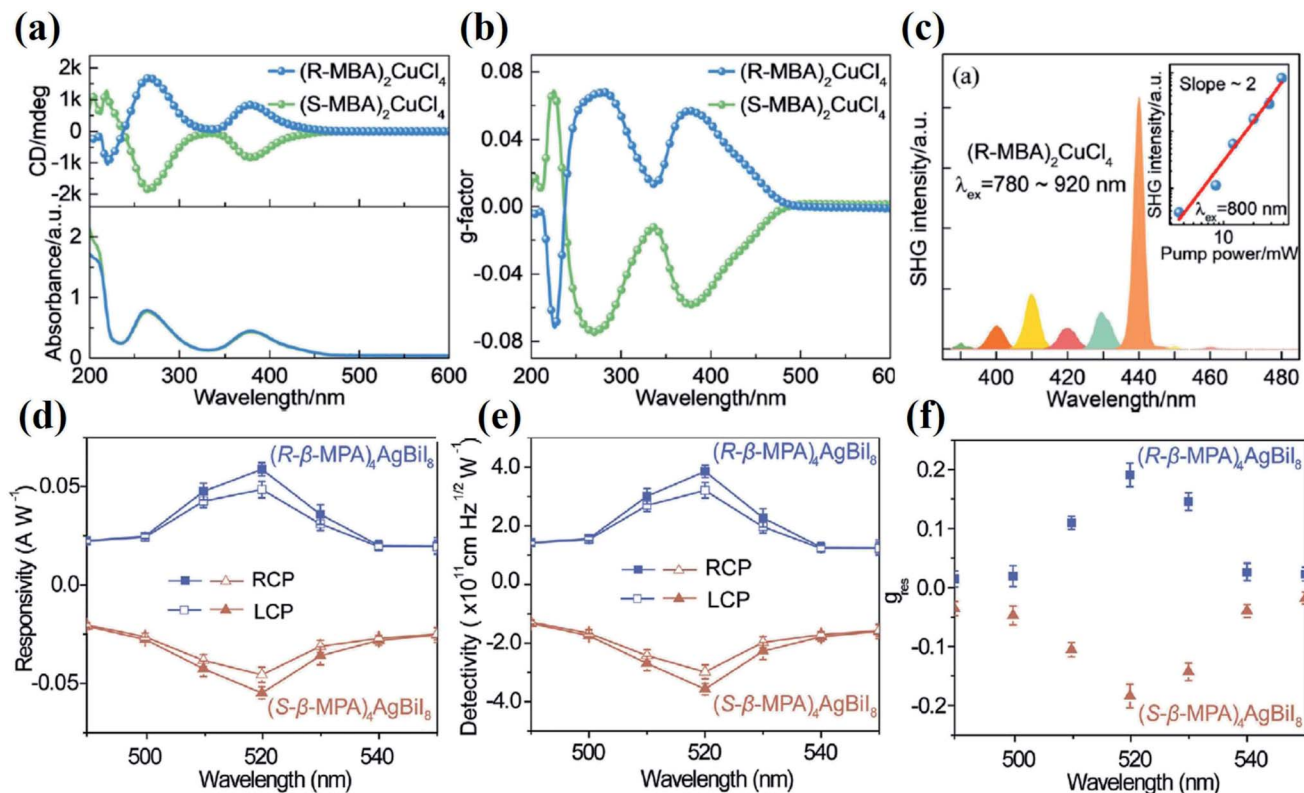 (a)
(b)
(c)
2k
1k
0
-1k
-2k
CD/mdeg
(R-MBA)₂CuCl₄
(S-MBA)₂CuCl₄
2
1
0
Absorbance/a.u.
200 300 400 500 600
Wavelength/nm
0.08
0.04
0.00
-0.04
-0.08
g-factor
(R-MBA)₂CuCl₄
(S-MBA)₂CuCl₄
200 300 400 500 60
Wavelength/nm
(a)
SHG intensity/a.u.
(R-MBA)₂CuCl₄
λex=780 ~ 920 nm
SHG intensity/a.u.
Slope ~ 2
λex=800 nm
10
Pump power/mW
400 420 440 460 480
Wavelength/nm
(d)
(e)
(f)
0.05
0.0
-0.05
Responsivity (A W⁻¹)
(R-β-MPA)₄AgBiI₈
RCP
LCP
(S-β-MPA)₄AgBiI₈
500 520 540
Wavelength (nm)
4.0
2.0
0.0
-2.0
-4.0
Detectivity ( x10¹¹cm Hz ¹/² W⁻¹)
(R-β-MPA)₄AgBiI₈
RCP
LCP
(S-β-MPA)₄AgBiI₈
500 520 540
Wavelength (nm)
0.2
0.1
0.0
-0.1
-0.2
gres
(R-β-MPA)₄AgBiI₈
(S-β-MPA)₄AgBiI₈
500 520 540
Wavelength (nm)